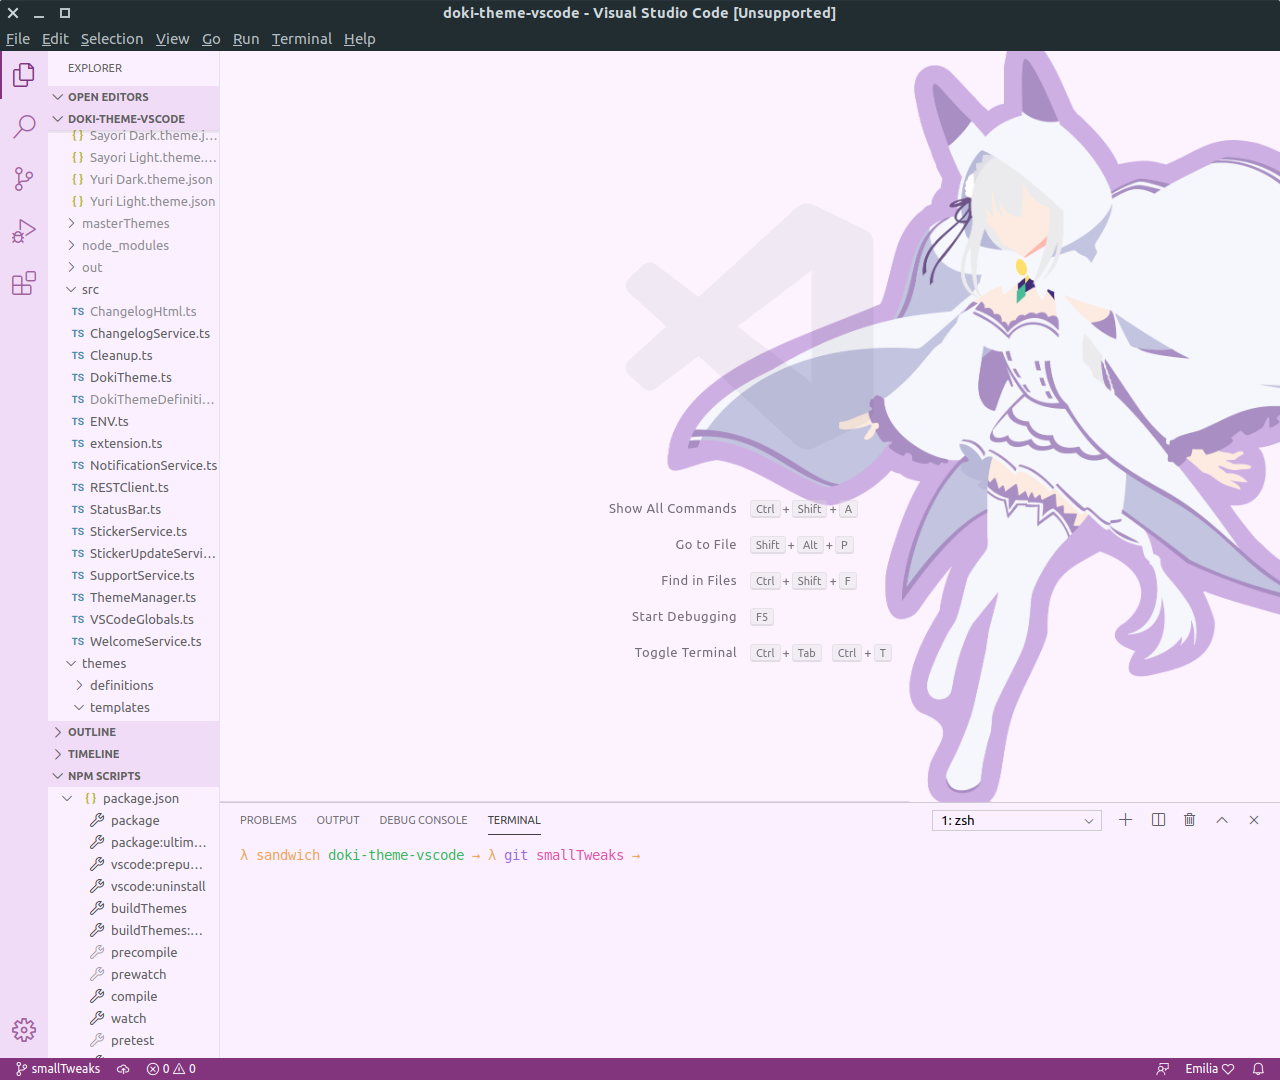 doki-theme-vscode - Visual Studio Code [Unsupported]
File Edit Selection View Go Run Terminal Help
EXPLORER
OPEN EDITORS
DOKI-THEME-VSCODE
{} Sayori Dark.theme.j...
{} Sayori Light.theme....
{} Yuri Dark.theme.json
{} Yuri Light.theme.json
masterThemes
node_modules
out
src
TS ChangelogHtml.ts
TS ChangelogService.ts
TS Cleanup.ts
TS DokiTheme.ts
TS DokiThemeDefiniti...
TS ENV.ts
TS extension.ts
TS NotificationService.ts
TS RESTClient.ts
TS StatusBar.ts
TS StickerService.ts
TS StickerUpdateServi...
TS SupportService.ts
TS ThemeManager.ts
TS VSCodeGlobals.ts
TS WelcomeService.ts
themes
definitions
templates
OUTLINE
TIMELINE
NPM SCRIPTS
{} package.json
package
package:ultim...
vscode:prepu...
vscode:uninstall
buildThemes
buildThemes:...
precompile
prewatch
compile
watch
pretest
Show All Commands Ctrl + Shift + A
Go to File Shift + Alt + P
Find in Files Ctrl + Shift + F
Start Debugging F5
Toggle Terminal Ctrl + Tab Ctrl + T
PROBLEMS OUTPUT DEBUG CONSOLE TERMINAL 1: zsh
λ sandwich doki-theme-vscode → λ git smallTweaks →
smallTweaks 0 0 Emilia ♡